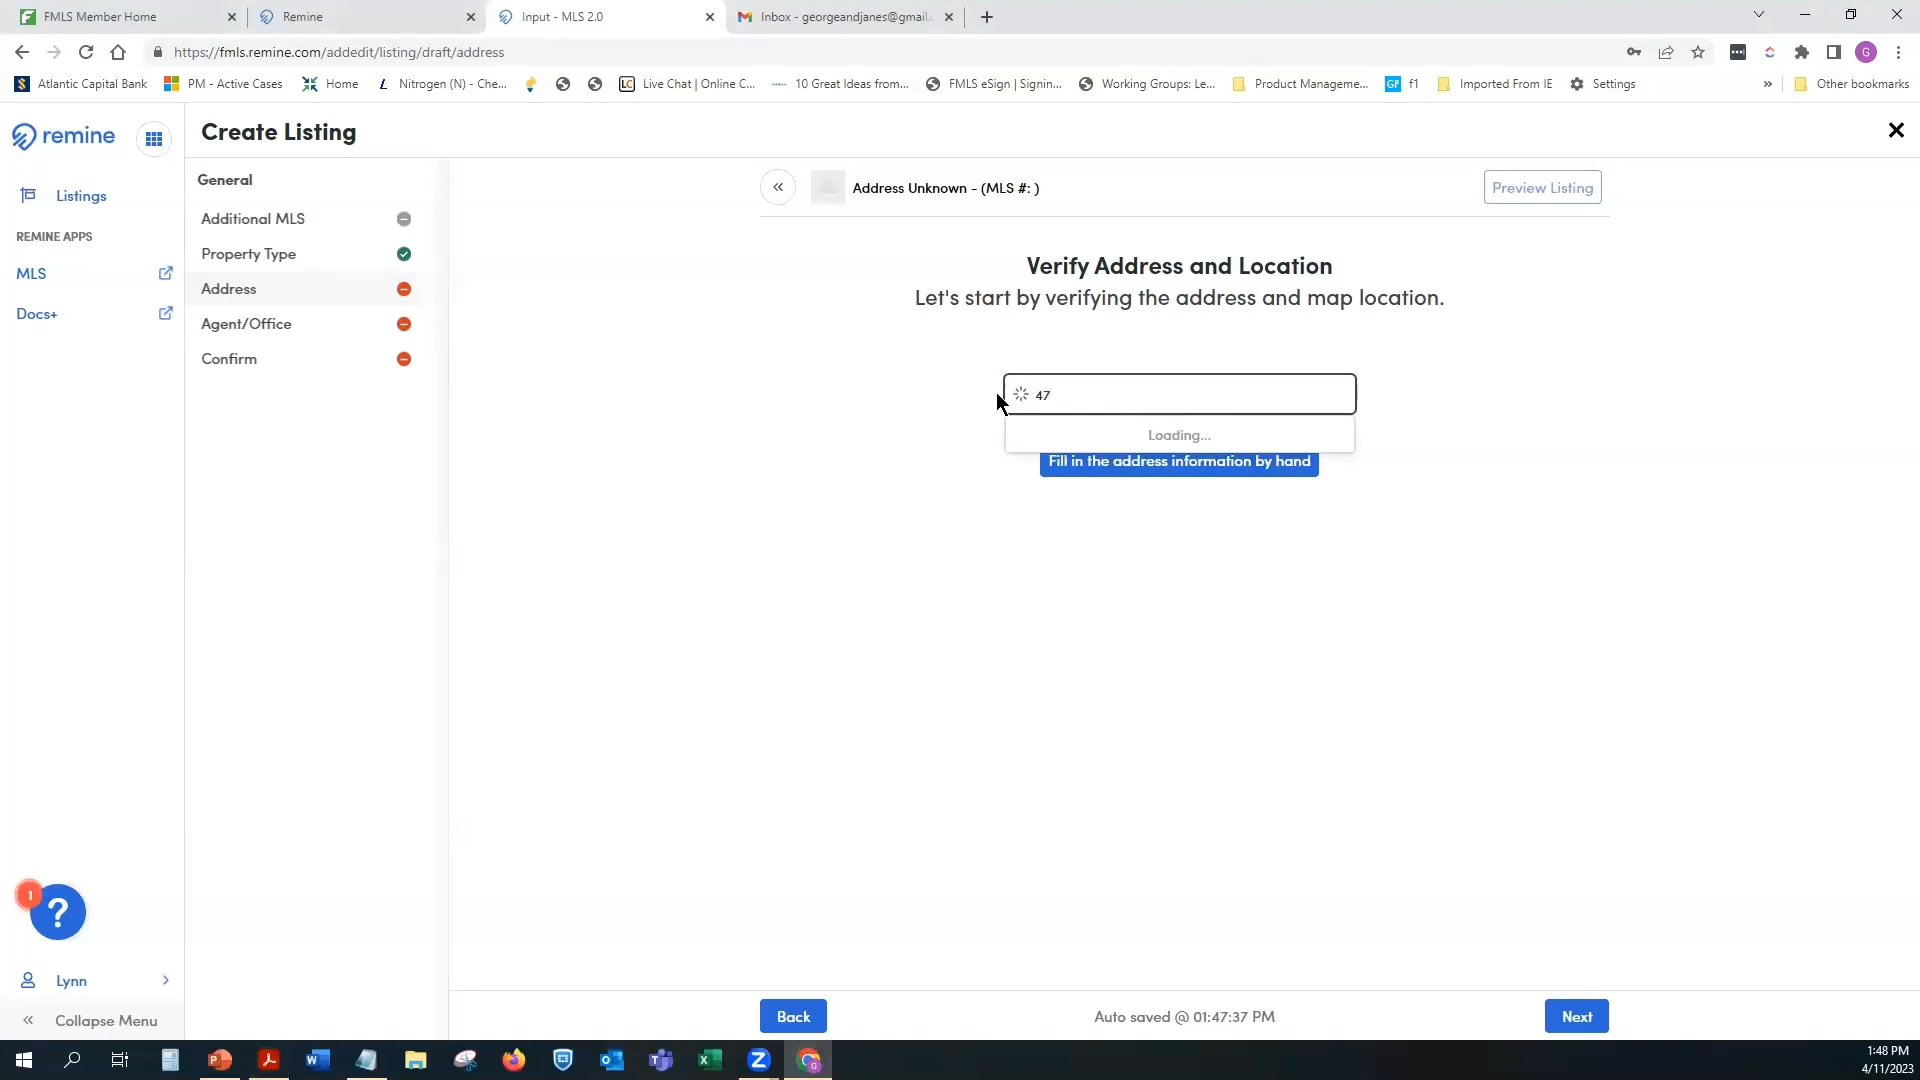 FMLS Member Home
Remine
Input - MLS 2.0
Inbox - georgeandjanes@gmail.
https://fmls.remine.com/addedit/listing/draft/address
G
Atlantic Capital Bank
PM - Active Cases
Home
Nitrogen (N) - Che...
Live Chat | Online C...
10 Great Ideas from...
FMLS eSign | Signin...
Working Groups: Le...
Product Manageme...
GP f1
Imported From IE
Settings
»
Other bookmarks
remine
Create Listing
Listings
REMINE APPS
MLS
Docs+
General
Additional MLS
Property Type
Address
Agent/Office
Confirm
Address Unknown - (MLS #: )
Preview Listing
Verify Address and Location
Let's start by verifying the address and map location.
47
Loading...
Fill in the address information by hand
1
?
Lynn
Collapse Menu
Back
Auto saved @ 01:47:37 PM
Next
1:48 PM
4/11/2023